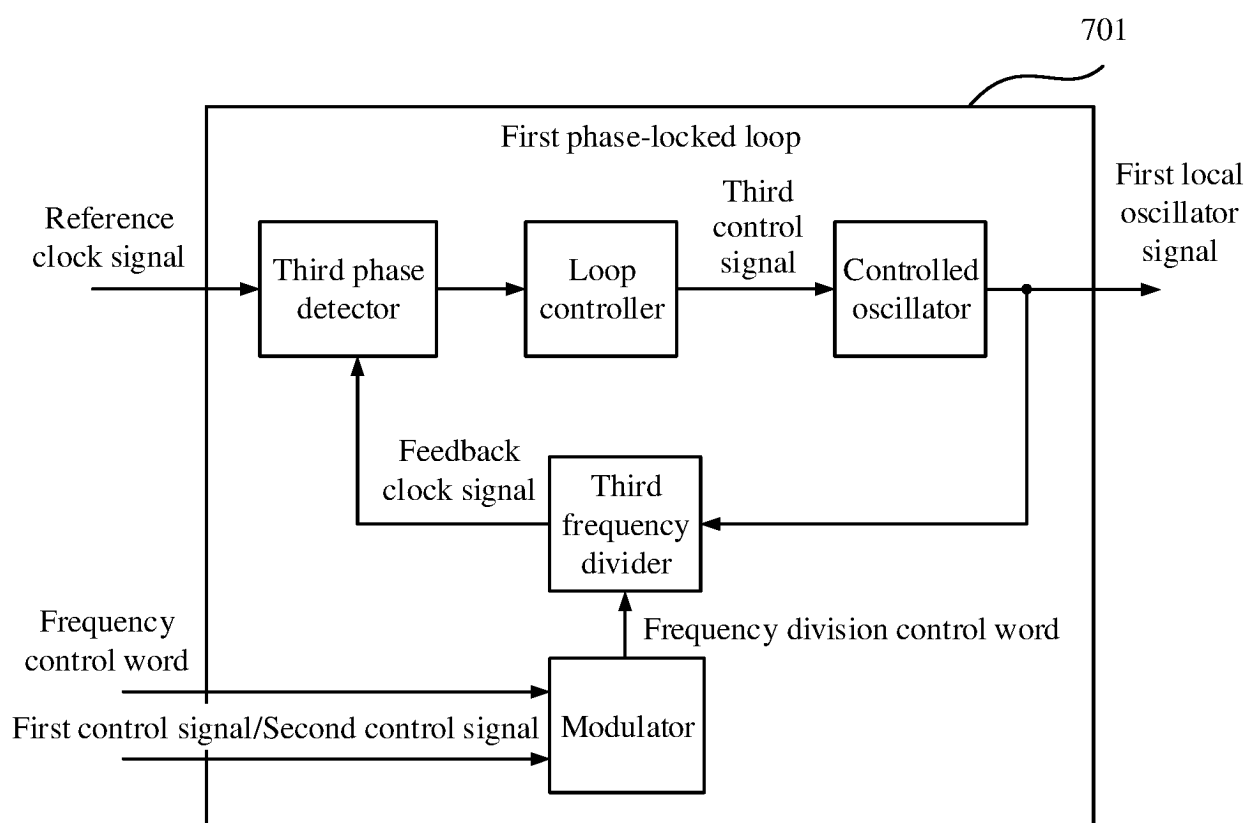 701
First phase-locked loop
First local
oscillator
signal
Reference
clock signal
Third phase
detector
Loop
controller
Third
control
signal
Controlled
oscillator
Feedback
clock signal
Third
frequency
divider
Frequency
control word
Frequency division control word
First control signal/Second control signal
Modulator